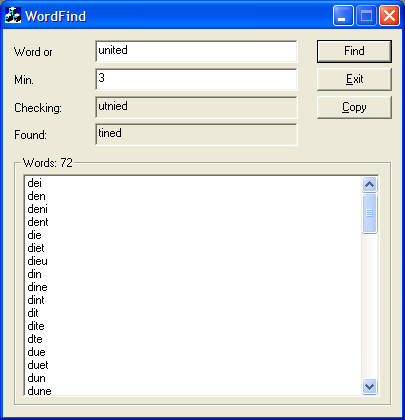 WordFind
Word or united Find
Min. 3 Exit
Checking: utnied Copy
Found: tined
Words: 72
dei
den
deni
dent
die
diet
dieu
din
dine
dint
dit
dite
dte
due
duet
dun
dune